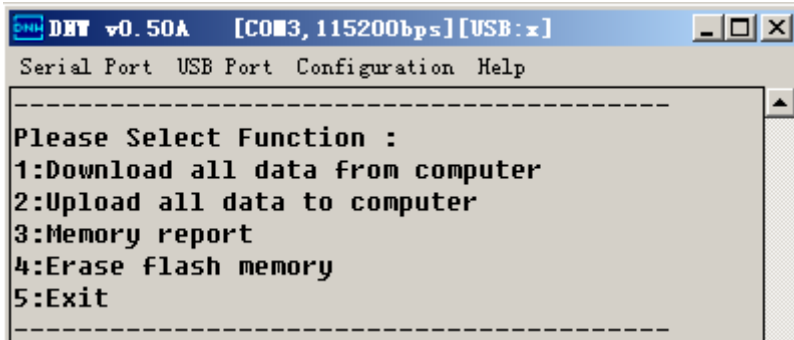 DNW v0.50A [COM3,115200bps][USB:x]
Serial Port USB Port Configuration Help
-----------------------------------------
Please Select Function :
1:Download all data from computer
2:Upload all data to computer
3:Memory report
4:Erase flash memory
5:Exit
-----------------------------------------